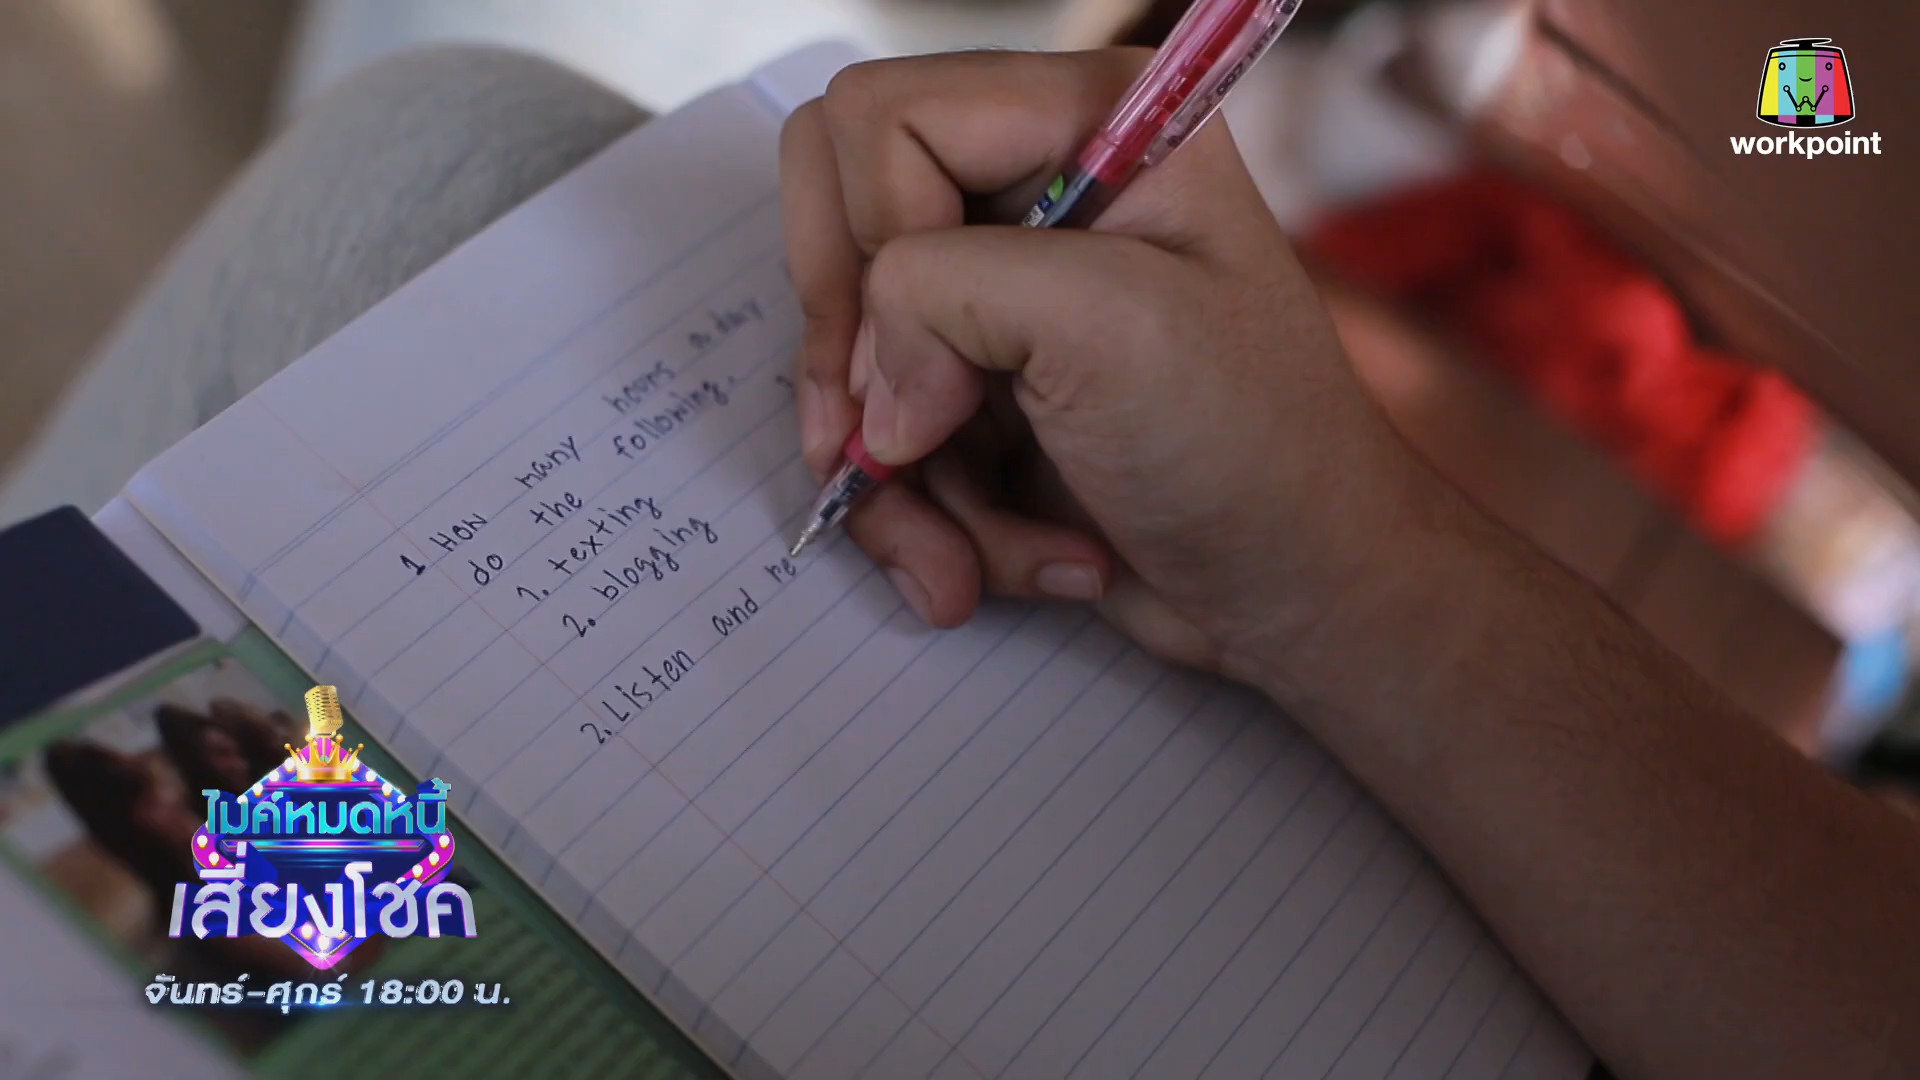 workpoint
1 How many hours a day
do the following.
1. texting
2. blogging
2. Listen and re
ไมค์หมดหนี้
เสี่ยงโชค
จันทร์-ศุกร์ 18:00 น.